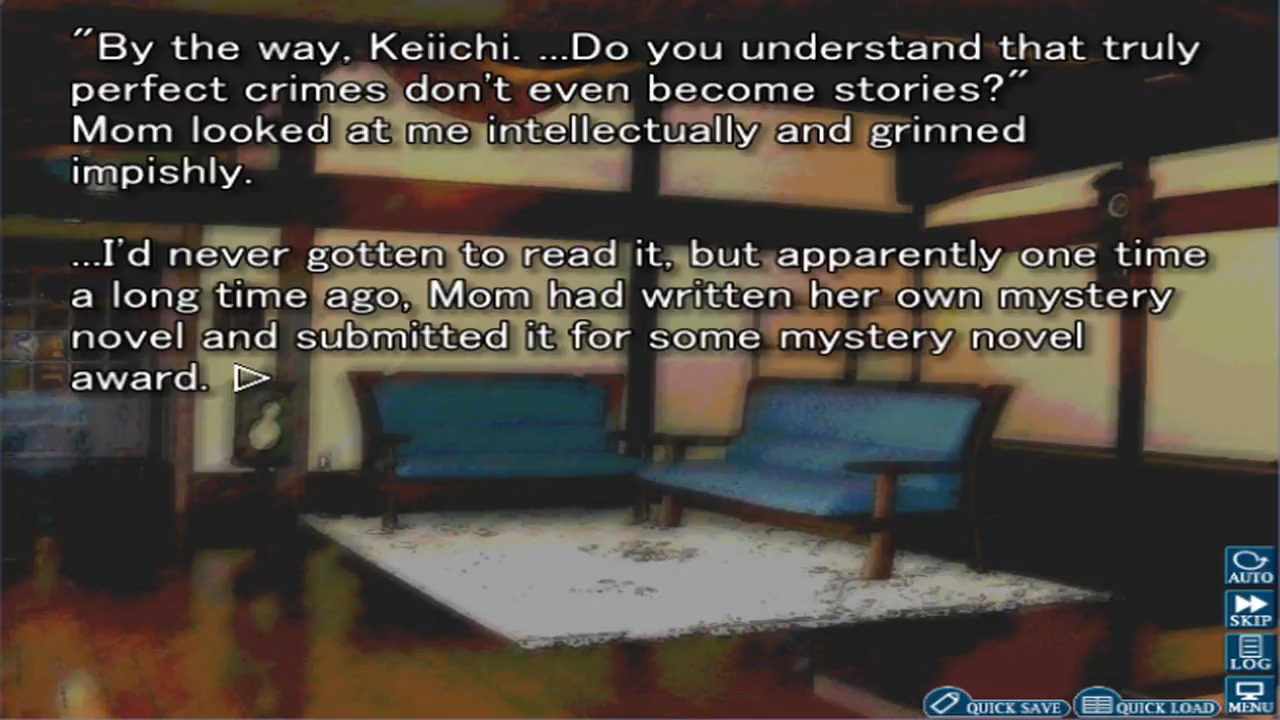 "By the way, Keiichi. ...Do you understand that truly
perfect crimes don't even become stories?"
Mom looked at me intellectually and grinned
impishly.
...I'd never gotten to read it, but apparently one time
a long time ago, Mom had written her own mystery
novel and submitted it for some mystery novel
award.
AUTO
SKIP
LOG
MENU
QUICK SAVE
QUICK LOAD